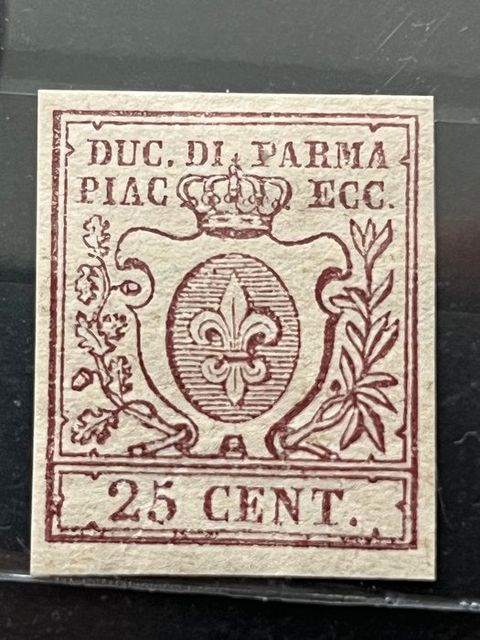 DUC. DI. PARMA
PIAC ECC.
25 CENT.